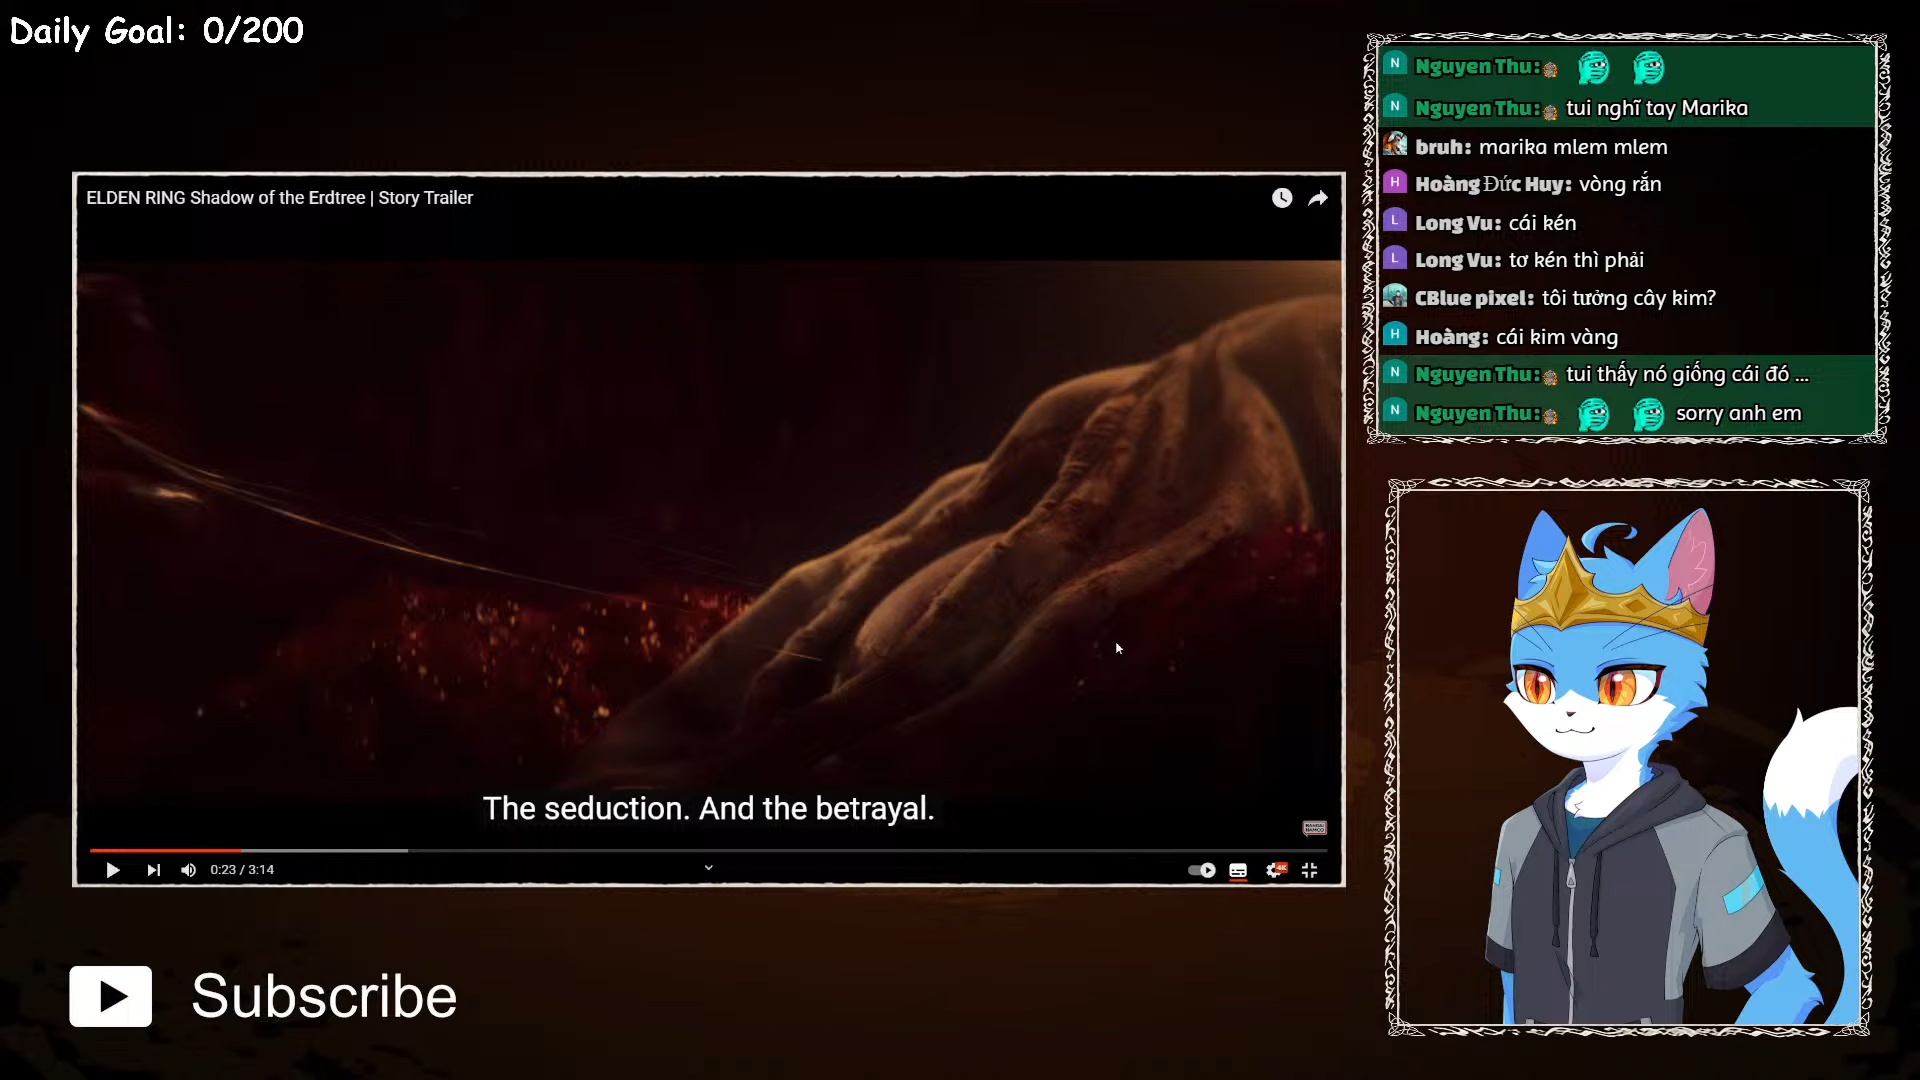 Daily Goal: 0/200
ELDEN RING Shadow of the Erdtree | Story Trailer
The seduction. And the betrayal.
BANDAI
NAMCO
0:23 / 3:14
4K
Subscribe
N Nguyen Thu:
N Nguyen Thu: tui nghĩ tay Marika
bruh: marika mlem mlem
H Hoàng Đức Huy: vòng rắn
L Long Vu: cái kén
L Long Vu: tơ kén thì phải
CBlue pixel: tôi tưởng cây kim?
H Hoàng: cái kim vàng
N Nguyen Thu: tui thấy nó giống cái đó ...
N Nguyen Thu: sorry anh em